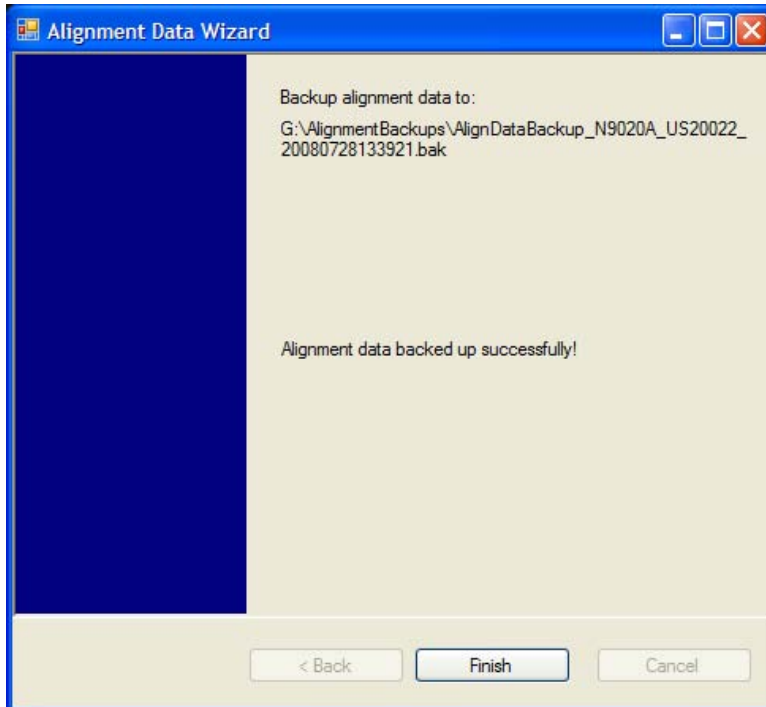 Alignment Data Wizard
Backup alignment data to:
G:\AlignmentBackups\AlignDataBackup_N9020A_US20022_
20080728133921.bak
Alignment data backed up successfully!
< Back
Finish
Cancel